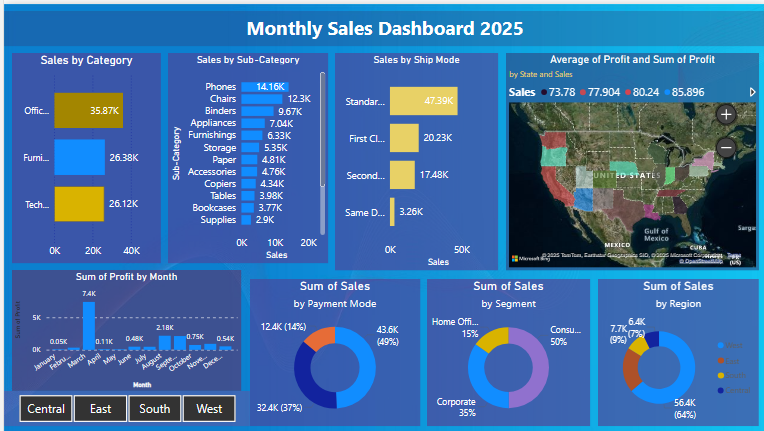 Monthly Sales Dashboard 2025
Sales by Category
Offic... 35.87K
Furni... 26.38K
Tech... 26.12K
0K 20K 40K
Sales by Sub-Category
Sub-Category
Phones 14.16K
Chairs 12.3K
Binders 9.67K
Appliances 7.04K
Furnishings 6.33K
Storage 5.35K
Paper 4.81K
Accessories 4.76K
Copiers 4.34K
Tables 3.98K
Bookcases 3.77K
Supplies 2.9K
0K 10K 20K
Sales
Sales by Ship Mode
Standar... 47.39K
First Cl... 20.23K
Second... 17.48K
Same D... 3.26K
0K 50K
Sales
Average of Profit and Sum of Profit
by State and Sales
Sales 73.78 77.904 80.24 85.896
UNITED STATES
Gulf of
Mexico
MEXICO
CUBA
Sarga...
Microsoft Bing
©2025 TomTom, Earthstar Geographics SIO, © 2025 Microsoft Corporation, Terms
© OpenStreetMap
(US)
Sum of Profit by Month
Sum of Profit
5K
0K
0.05K 7.4K 0.11K 0.48K 2.18K 0.75K 0.54K
January Febru... March April May June July August Septe... October Nove... Dece...
Month
Central East South West
Sum of Sales
by Payment Mode
12.4K (14%)
43.6K
(49%)
32.4K (37%)
Sum of Sales
by Segment
Home Offi...
15%
Consu...
50%
Corporate
35%
Sum of Sales
by Region
6.4K
(7%)
7.7K
(9%)
56.4K
(64%)